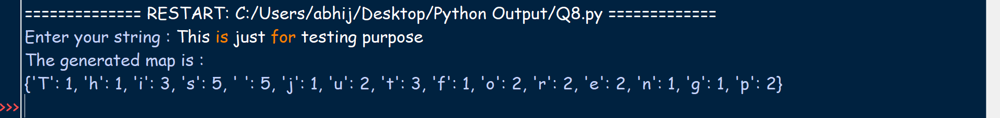 ============== RESTART: C:/Users/abhij/Desktop/Python Output/Q8.py =============
Enter your string : This is just for testing purpose
The generated map is :
{'T': 1, 'h': 1, 'i': 3, 's': 5, ' ': 5, 'j': 1, 'u': 2, 't': 3, 'f': 1, 'o': 2, 'r': 2, 'e': 2, 'n': 1, 'g': 1, 'p': 2}
>>>